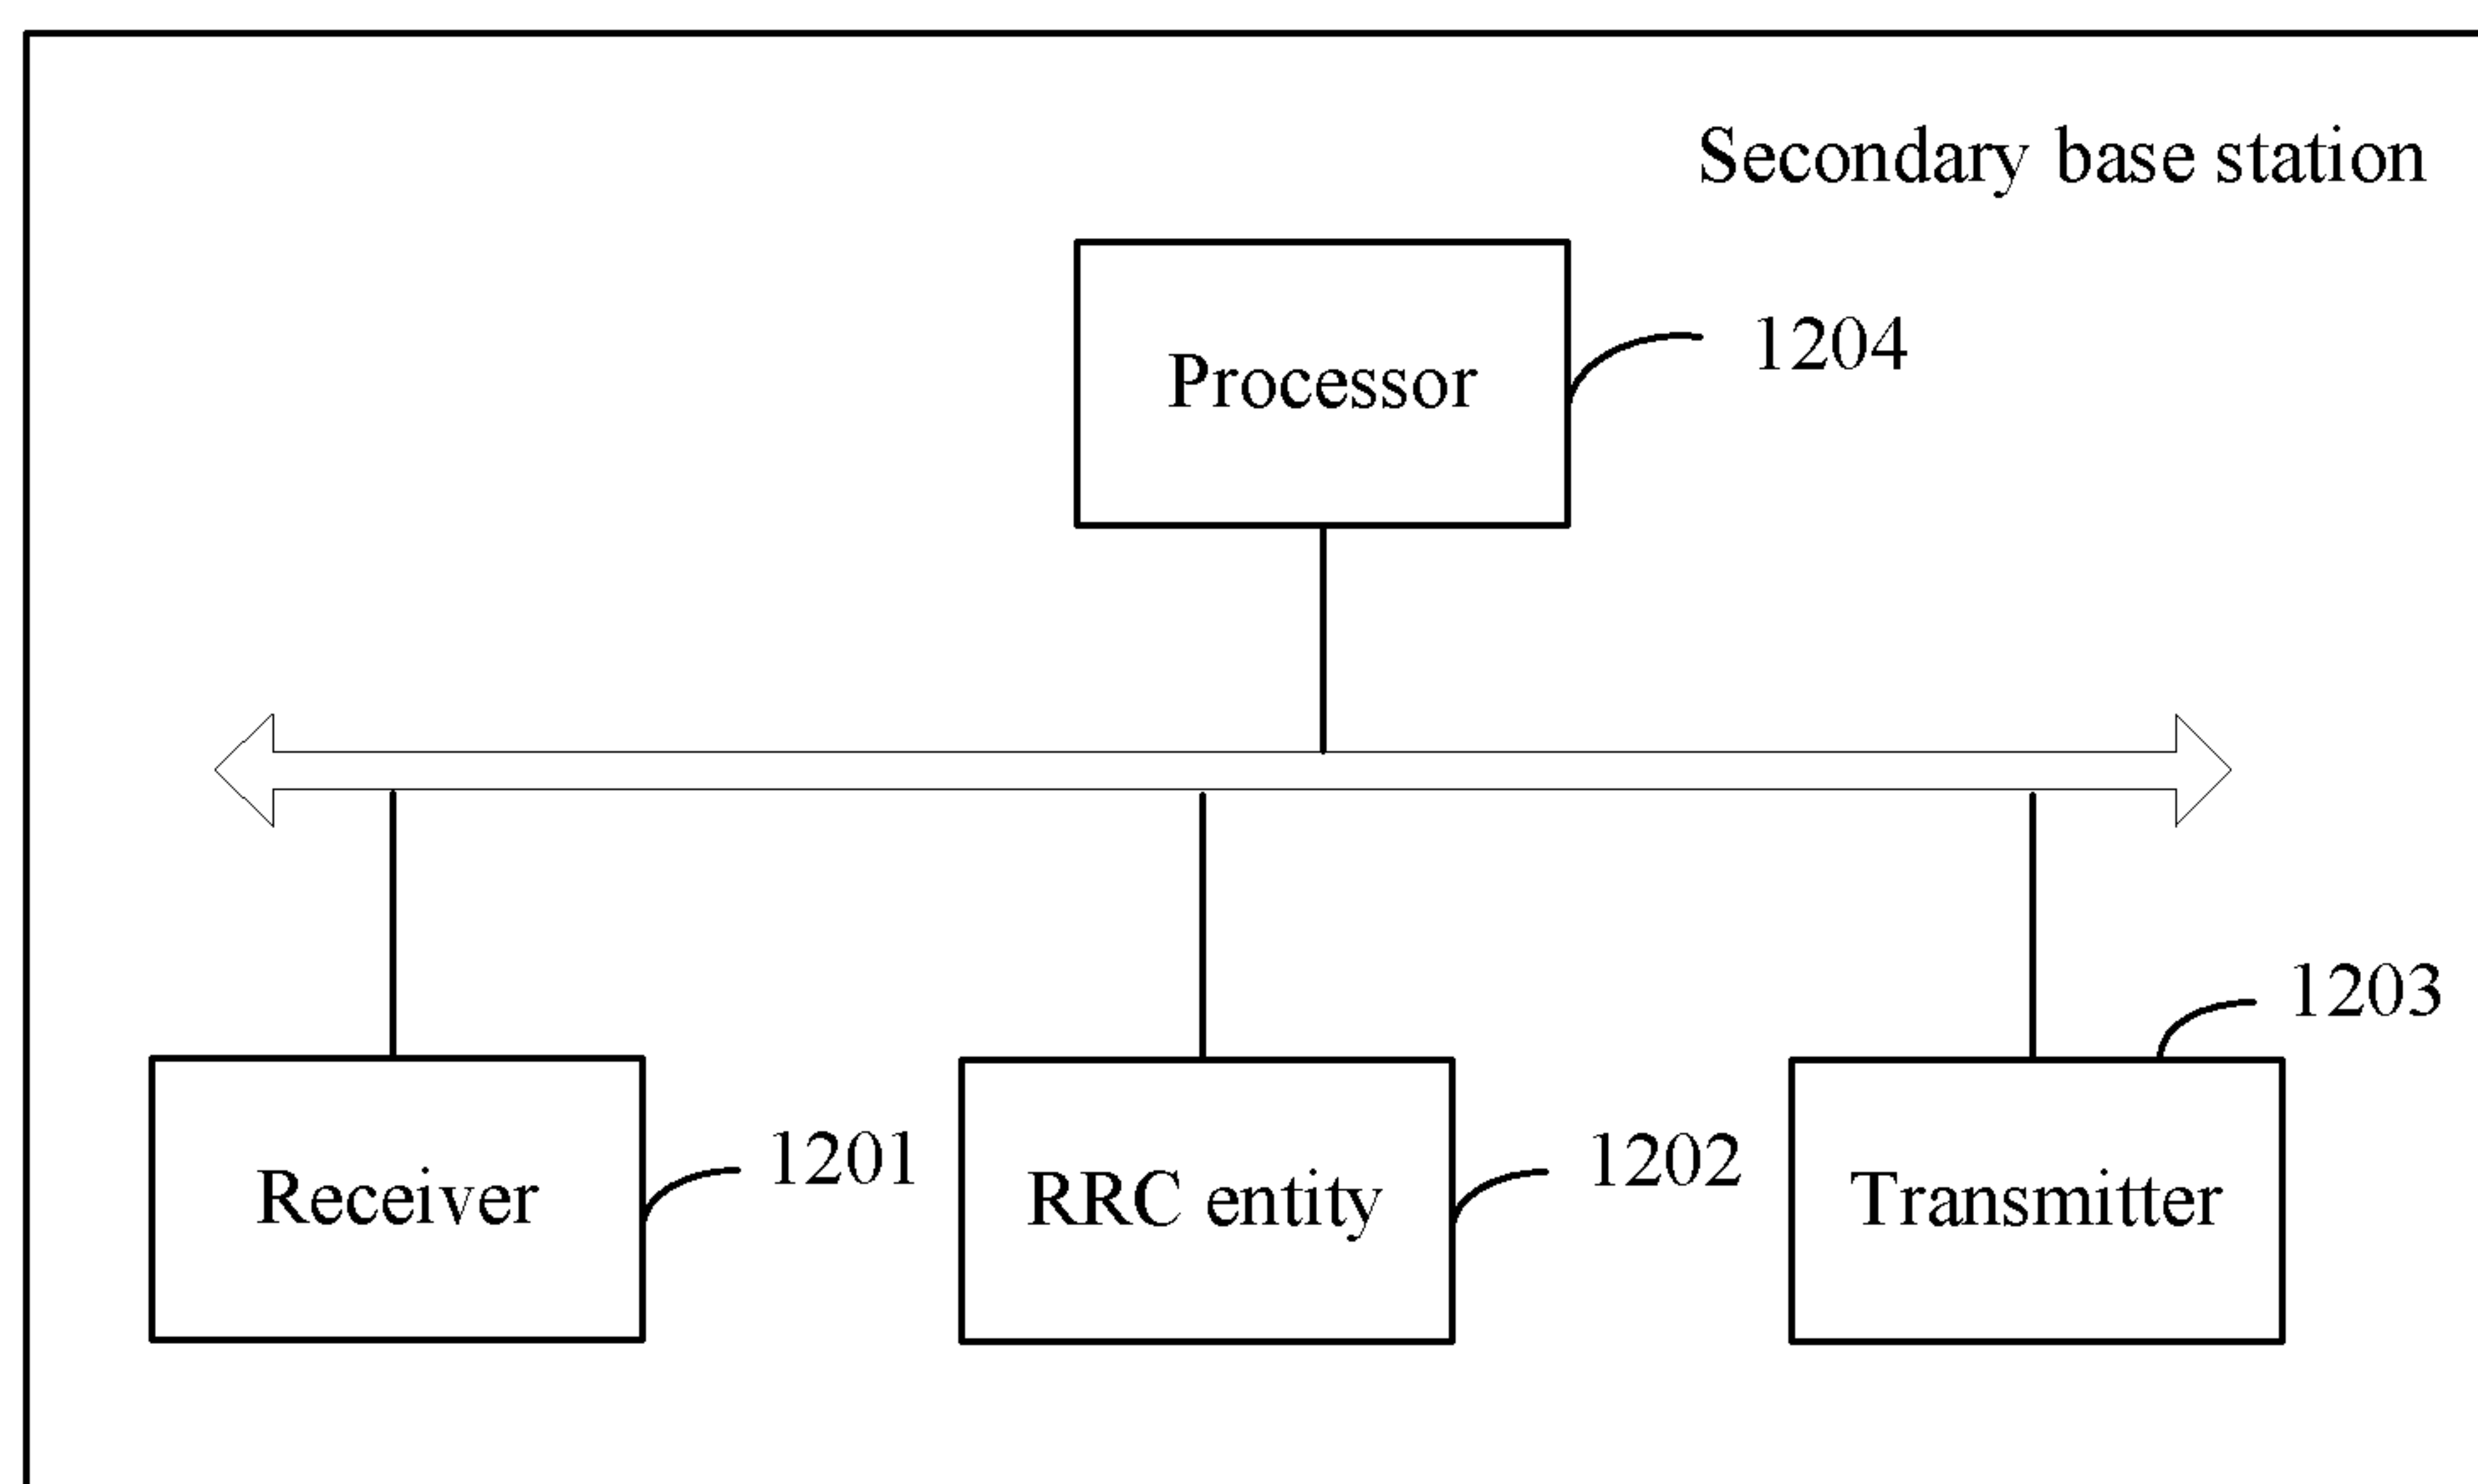 Secondary base station
1204
Processor
1203
1201
1202
Receiver
RRC entity
Transmitter